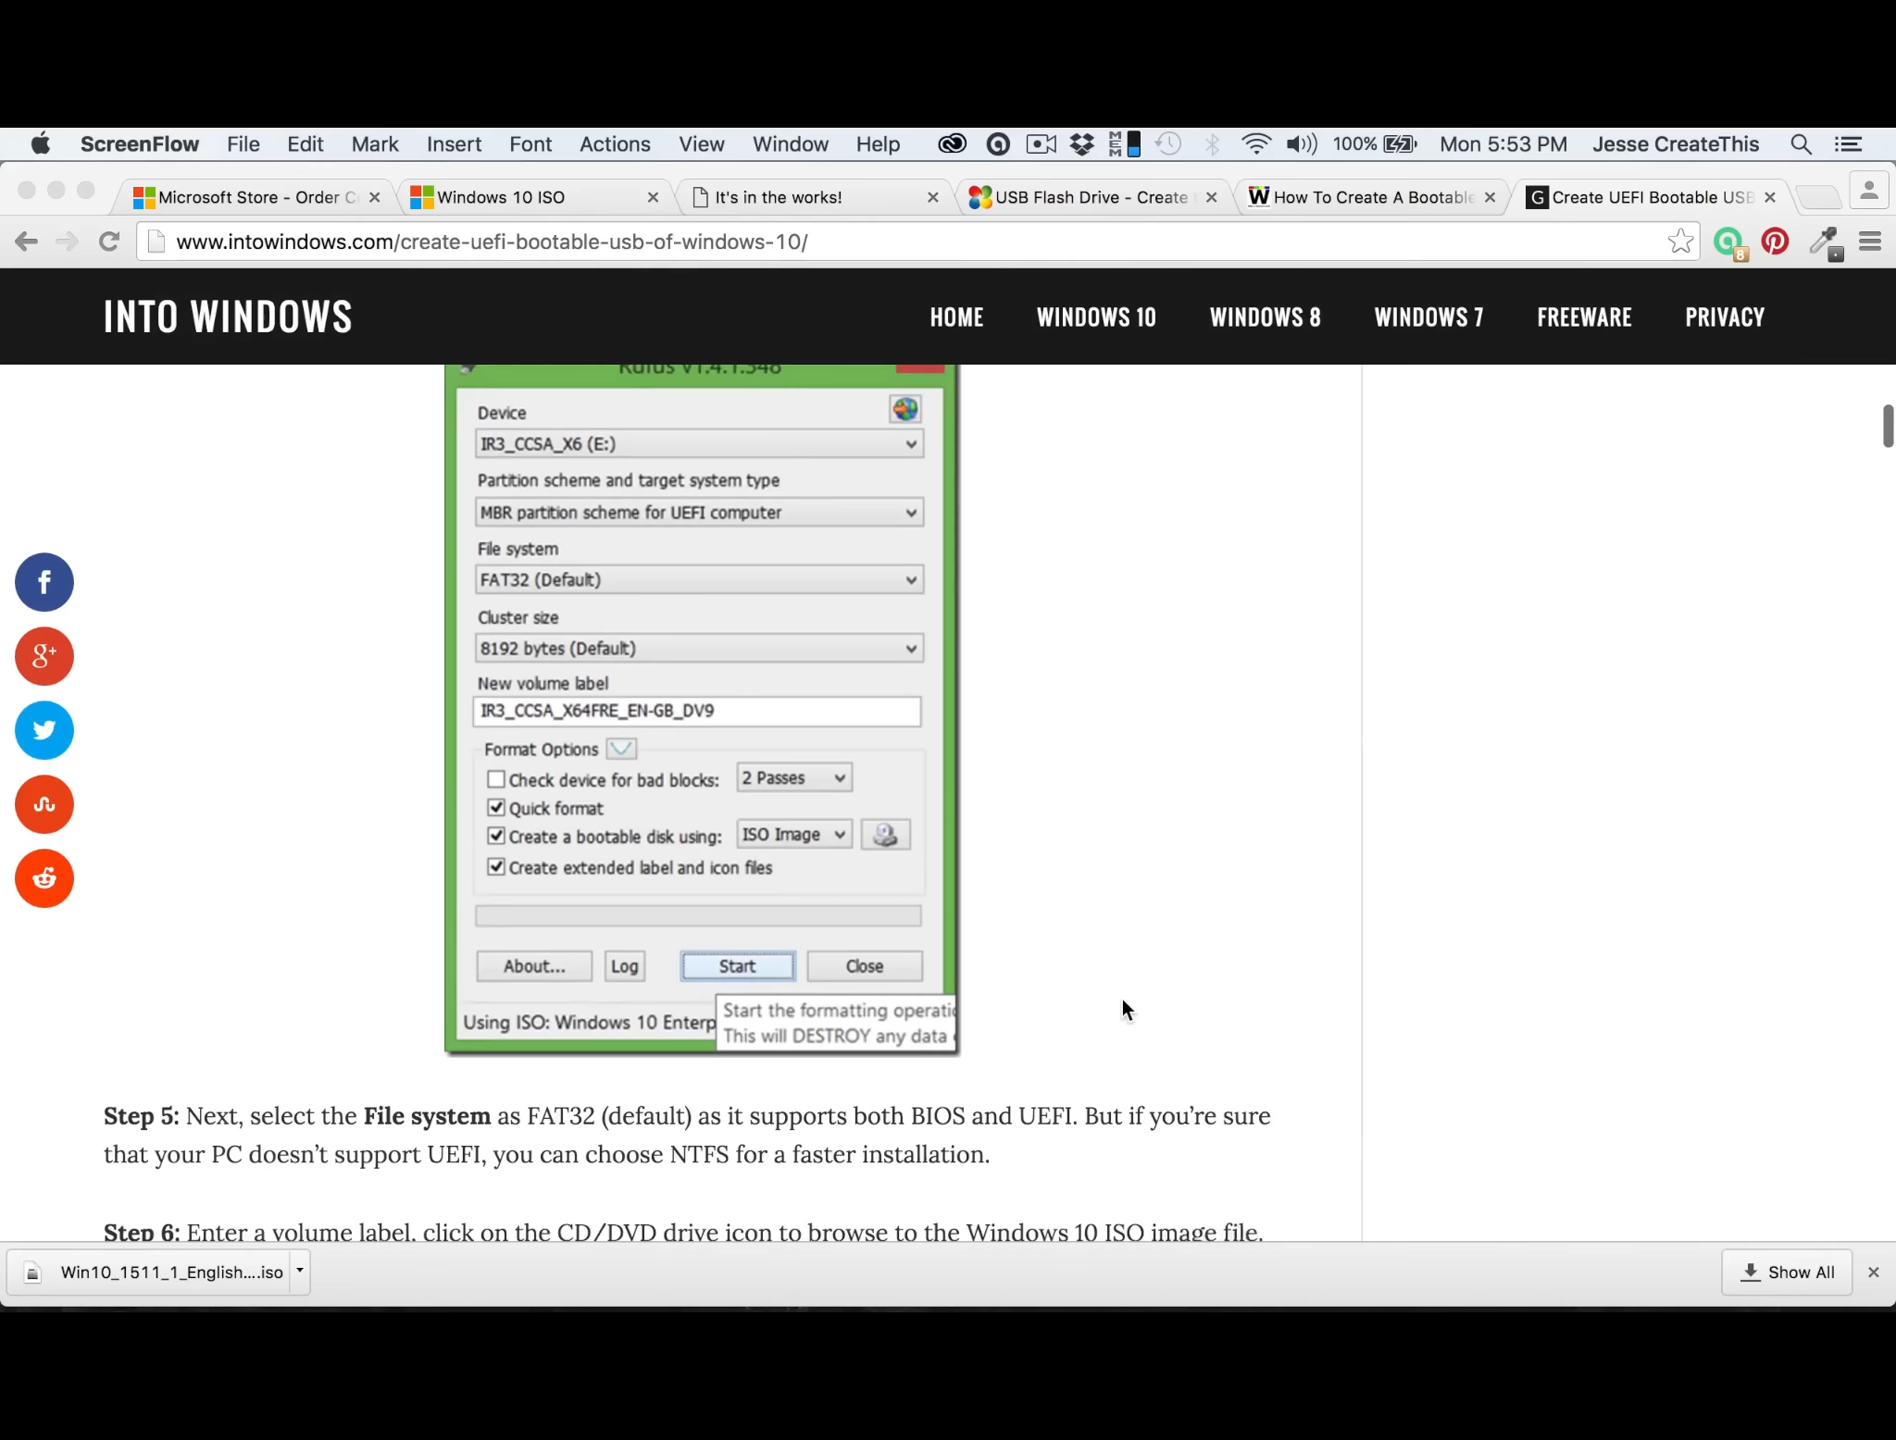 ScreenFlow File Edit Mark Insert Font Actions View Window Help MEM 100% Mon 5:53 PM Jesse CreateThis
Microsoft Store - Order C Windows 10 ISO It's in the works! USB Flash Drive - Create How To Create A Bootable Create UEFI Bootable USB
www.intowindows.com/create-uefi-bootable-usb-of-windows-10/ 8
INTO WINDOWS HOME WINDOWS 10 WINDOWS 8 WINDOWS 7 FREEWARE PRIVACY
Rufus v1.4.1.348
Device
IR3_CCSA_X6 (E:)
Partition scheme and target system type
MBR partition scheme for UEFI computer
File system
FAT32 (Default)
Cluster size
8192 bytes (Default)
New volume label
IR3_CCSA_X64FRE_EN-GB_DV9
Format Options
Check device for bad blocks: 2 Passes
Quick format
Create a bootable disk using: ISO Image
Create extended label and icon files
About... Log Start Close
Start the formatting operatio
Using ISO: Windows 10 Enterp
This will DESTROY any data
Step 5: Next, select the File system as FAT32 (default) as it supports both BIOS and UEFI. But if you’re sure
that your PC doesn’t support UEFI, you can choose NTFS for a faster installation.
Step 6: Enter a volume label, click on the CD/DVD drive icon to browse to the Windows 10 ISO image file.
Win10_1511_1_English....iso Show All